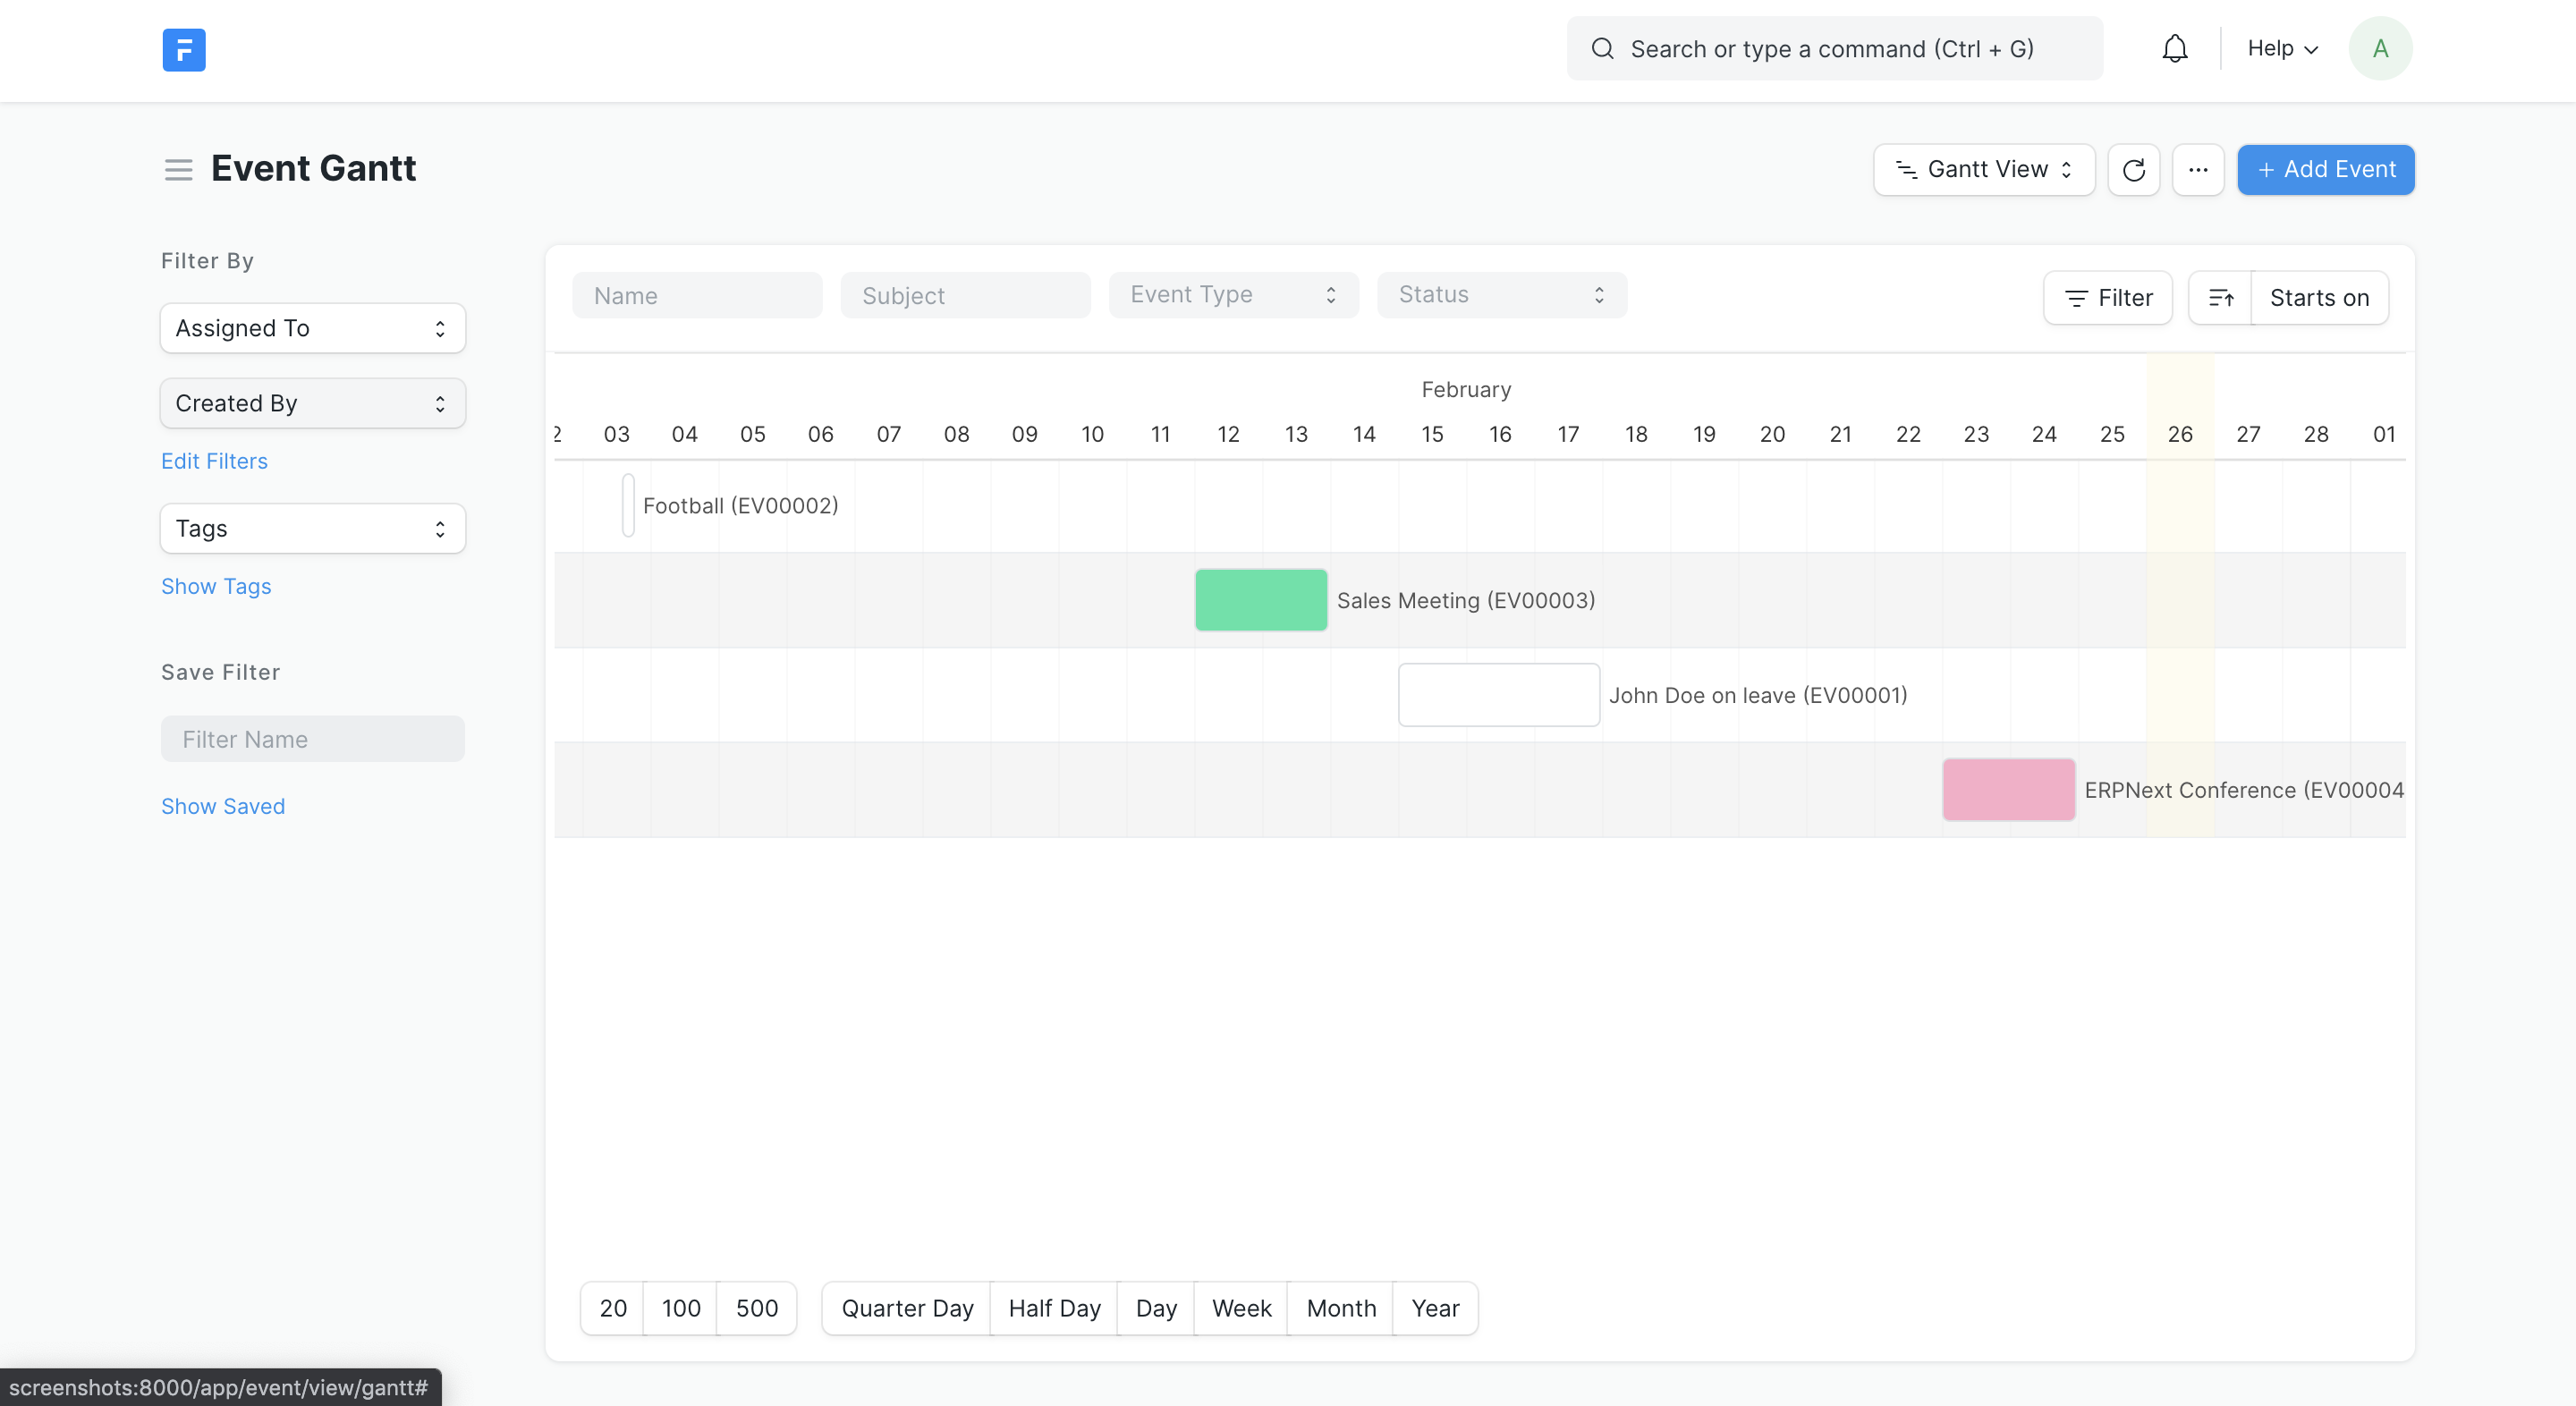 F
Search or type a command (Ctrl + G)
Help
A
Event Gantt
Gantt View
+ Add Event
Filter By
Assigned To
Created By
Edit Filters
Tags
Show Tags
Save Filter
Filter Name
Show Saved
Name
Subject
Event Type
Status
Filter
Starts on
February
2 03 04 05 06 07 08 09 10 11 12 13 14 15 16 17 18 19 20 21 22 23 24 25 26 27 28 01
Football (EV00002)
Sales Meeting (EV00003)
John Doe on leave (EV00001)
ERPNext Conference (EV00004
20 100 500
Quarter Day Half Day Day Week Month Year
screenshots:8000/app/event/view/gantt#